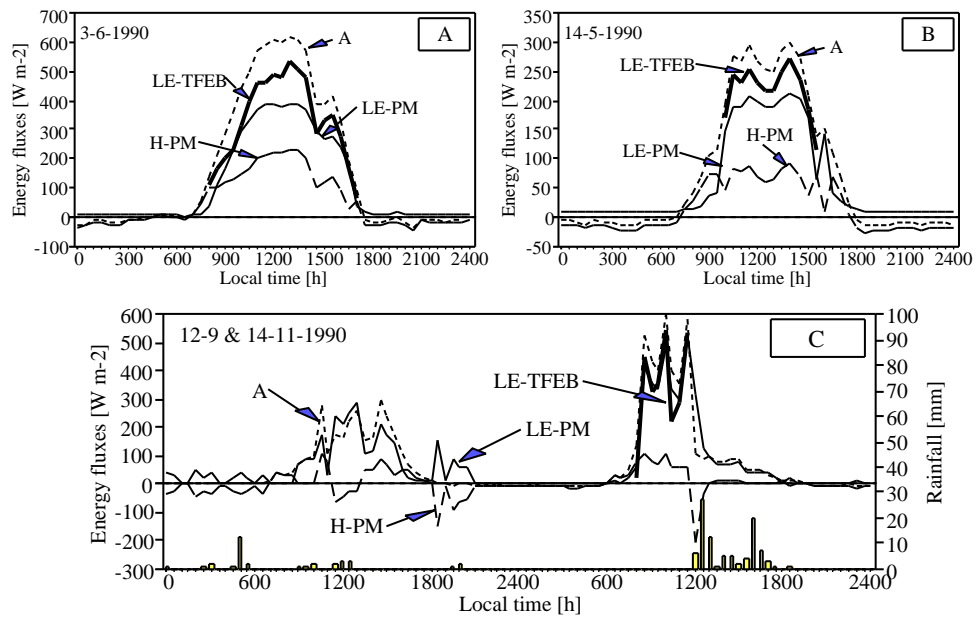 700
600
500
400
300
200
100
0
-100
Energy fluxes [W m-2]
3-6-1990
A
A
LE-TFEB
LE-PM
H-PM
0 300 600 900 1200 1500 1800 2100 2400
Local time [h]
350
300
250
200
150
100
50
0
-50
Energy fluxes [W m-2]
14-5-1990
B
A
LE-TFEB
H-PM
LE-PM
0 300 600 900 1200 1500 1800 2100 2400
Local time [h]
600
500
400
300
200
100
0
-100
-200
-300
Energy fluxes [W m-2]
12-9 & 14-11-1990
C
A
LE-TFEB
LE-PM
H-PM
100
90
80
70
60
50
40
30
20
10
0
Rainfall [mm]
0 600 1200 1800 2400 600 1200 1800 2400
Local time [h]